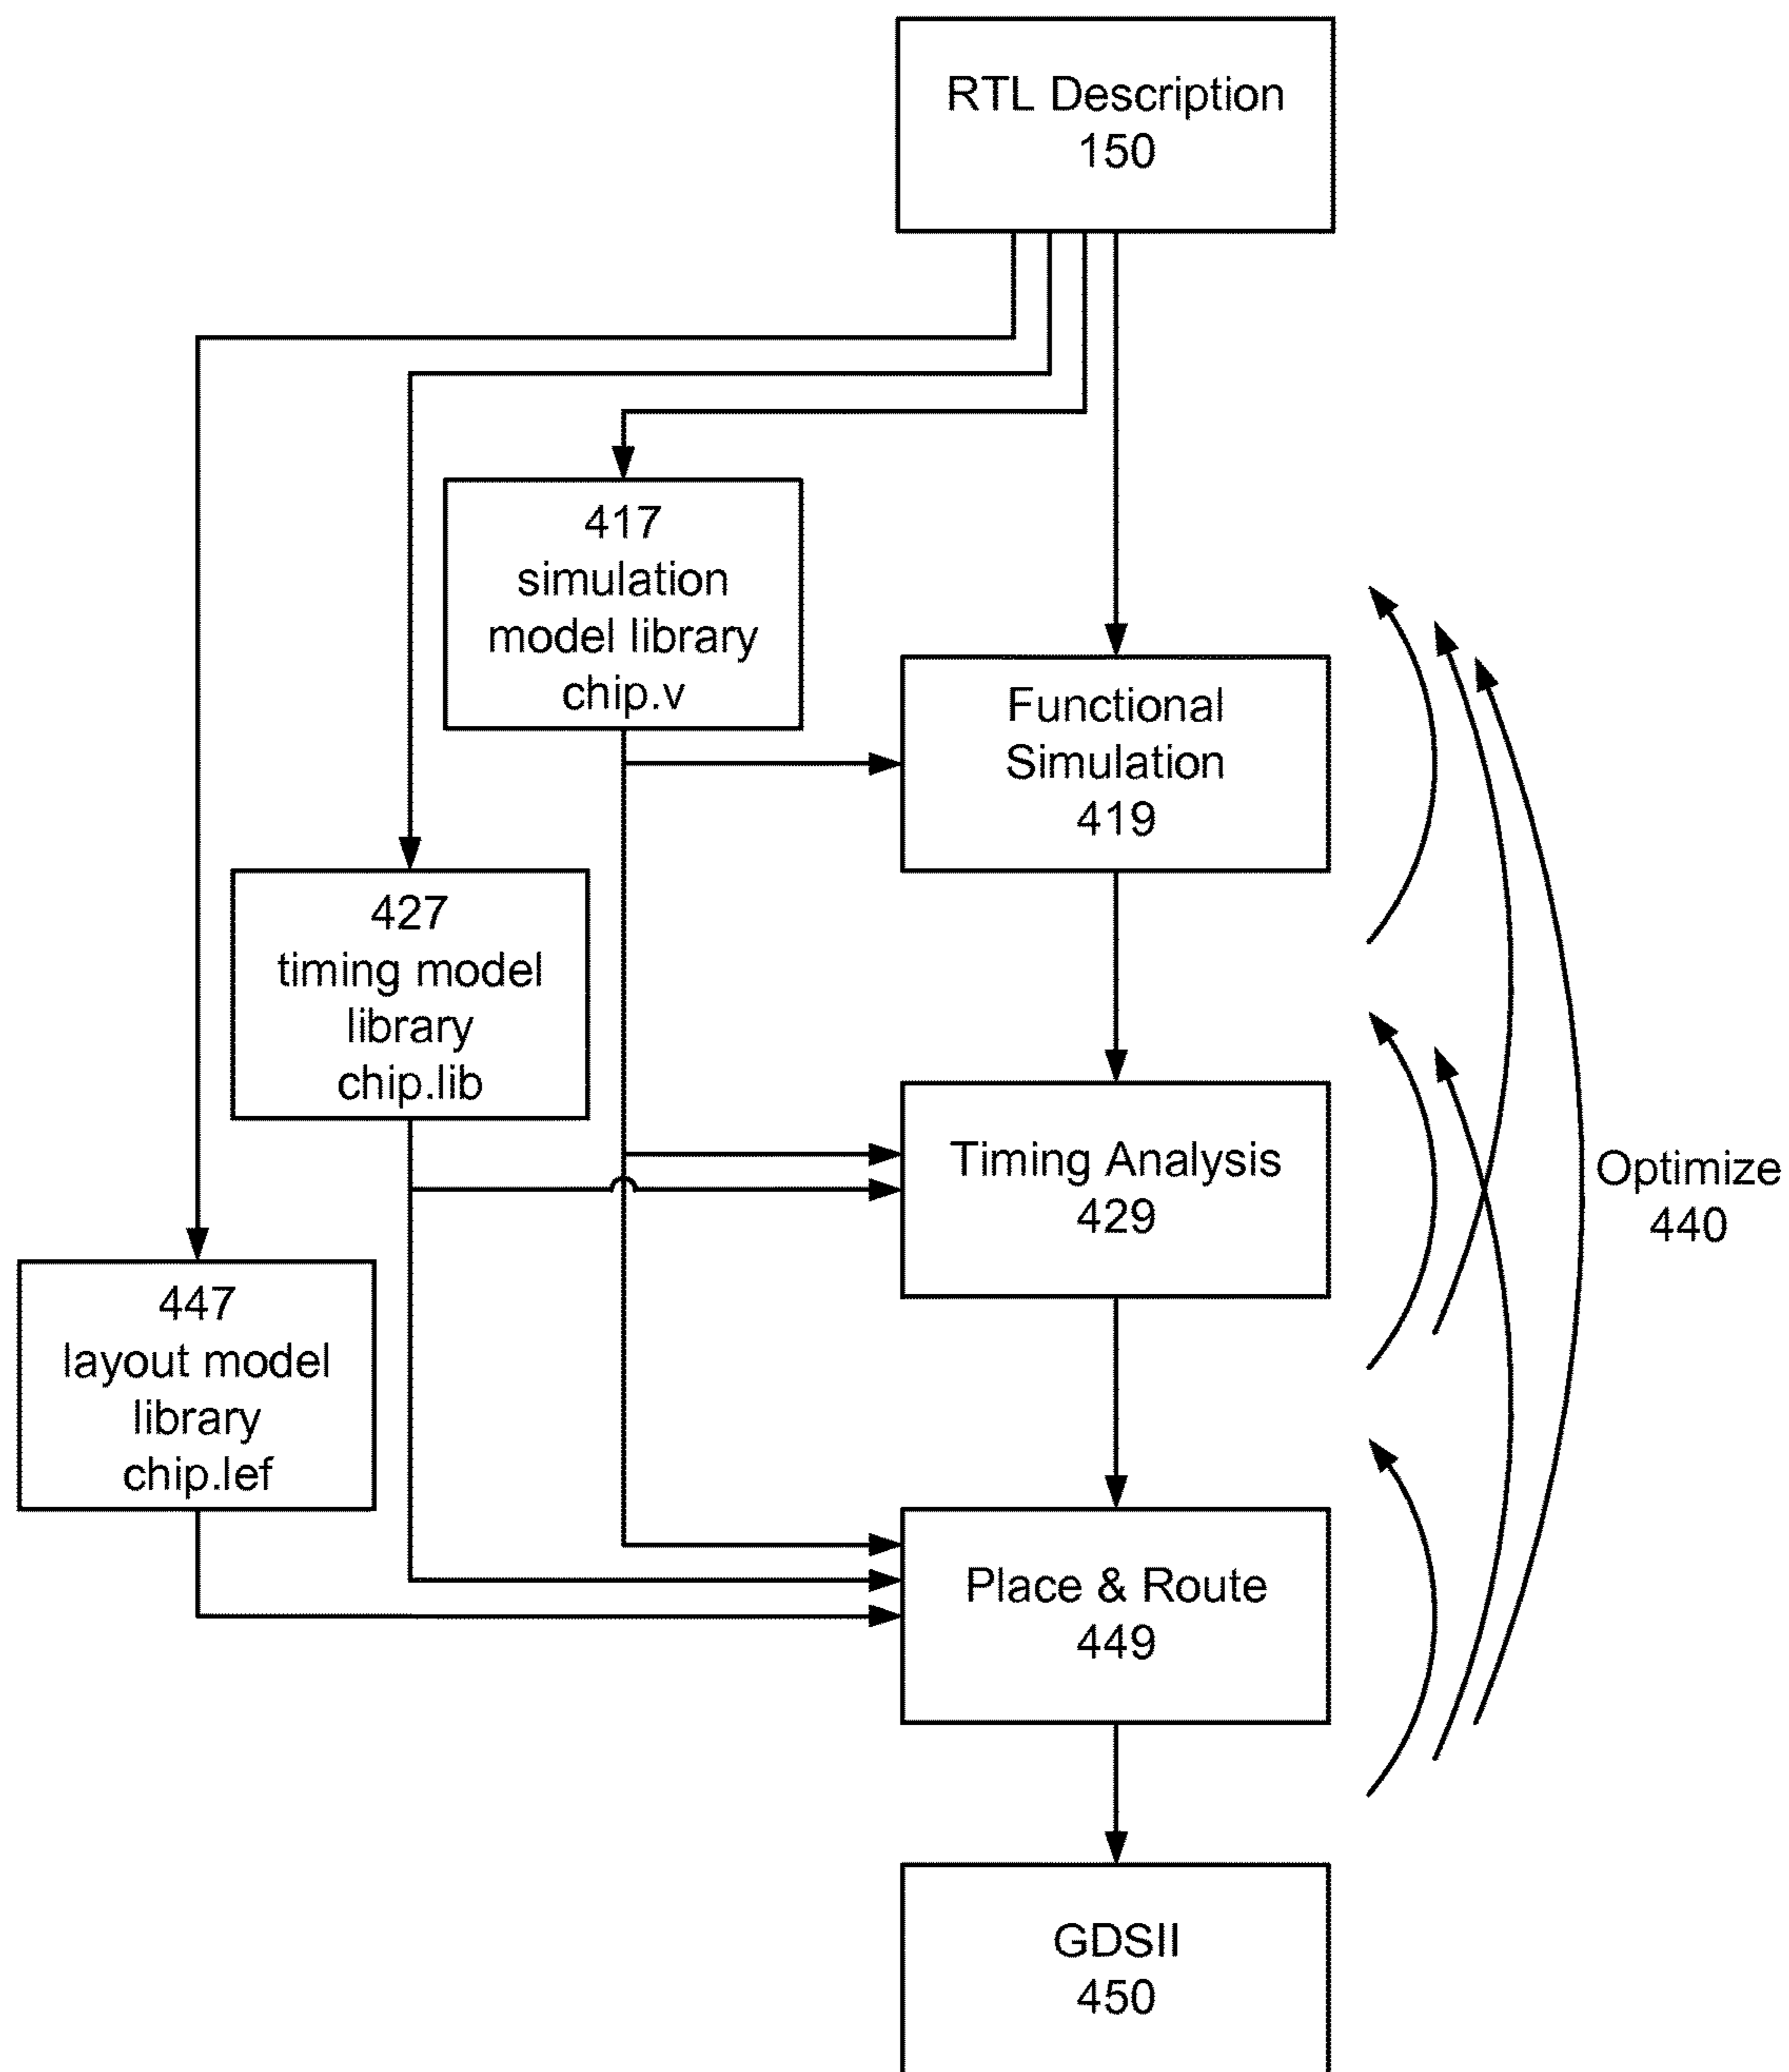 RTL Description
150
417
simulation
model library
chip.v
Functional
Simulation
419
427
timing model
library
chip.lib
Timing Analysis
429
Optimize
440
447
layout model
library
chip.lef
Place & Route
449
GDSII
450